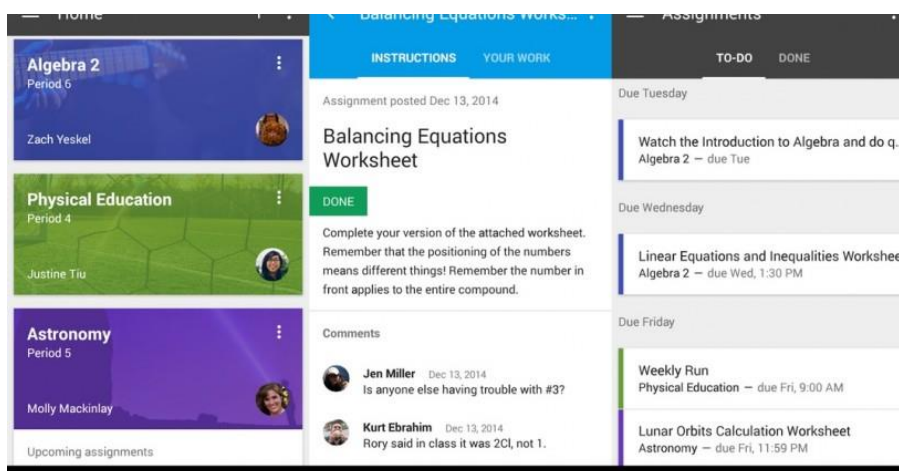 Home
Algebra 2
Period 6
Zach Yeskel
Physical Education
Period 4
Justine Tiu
Astronomy
Period 5
Molly Mackinlay
Upcoming assignments
Balancing Equations Works...
INSTRUCTIONS YOUR WORK
Assignment posted Dec 13, 2014
Balancing Equations
Worksheet
DONE
Complete your version of the attached worksheet.
Remember that the positioning of the numbers
means different things! Remember the number in
front applies to the entire compound.
Comments
Jen Miller Dec 13, 2014
Is anyone else having trouble with #3?
Kurt Ebrahim Dec 13, 2014
Rory said in class it was 2Cl, not 1.
Assignments
TO-DO DONE
Due Tuesday
Watch the Introduction to Algebra and do q.
Algebra 2 — due Tue
Due Wednesday
Linear Equations and Inequalities Workshee
Algebra 2 — due Wed, 1:30 PM
Due Friday
Weekly Run
Physical Education — due Fri, 9:00 AM
Lunar Orbits Calculation Worksheet
Astronomy — due Fri, 11:59 PM